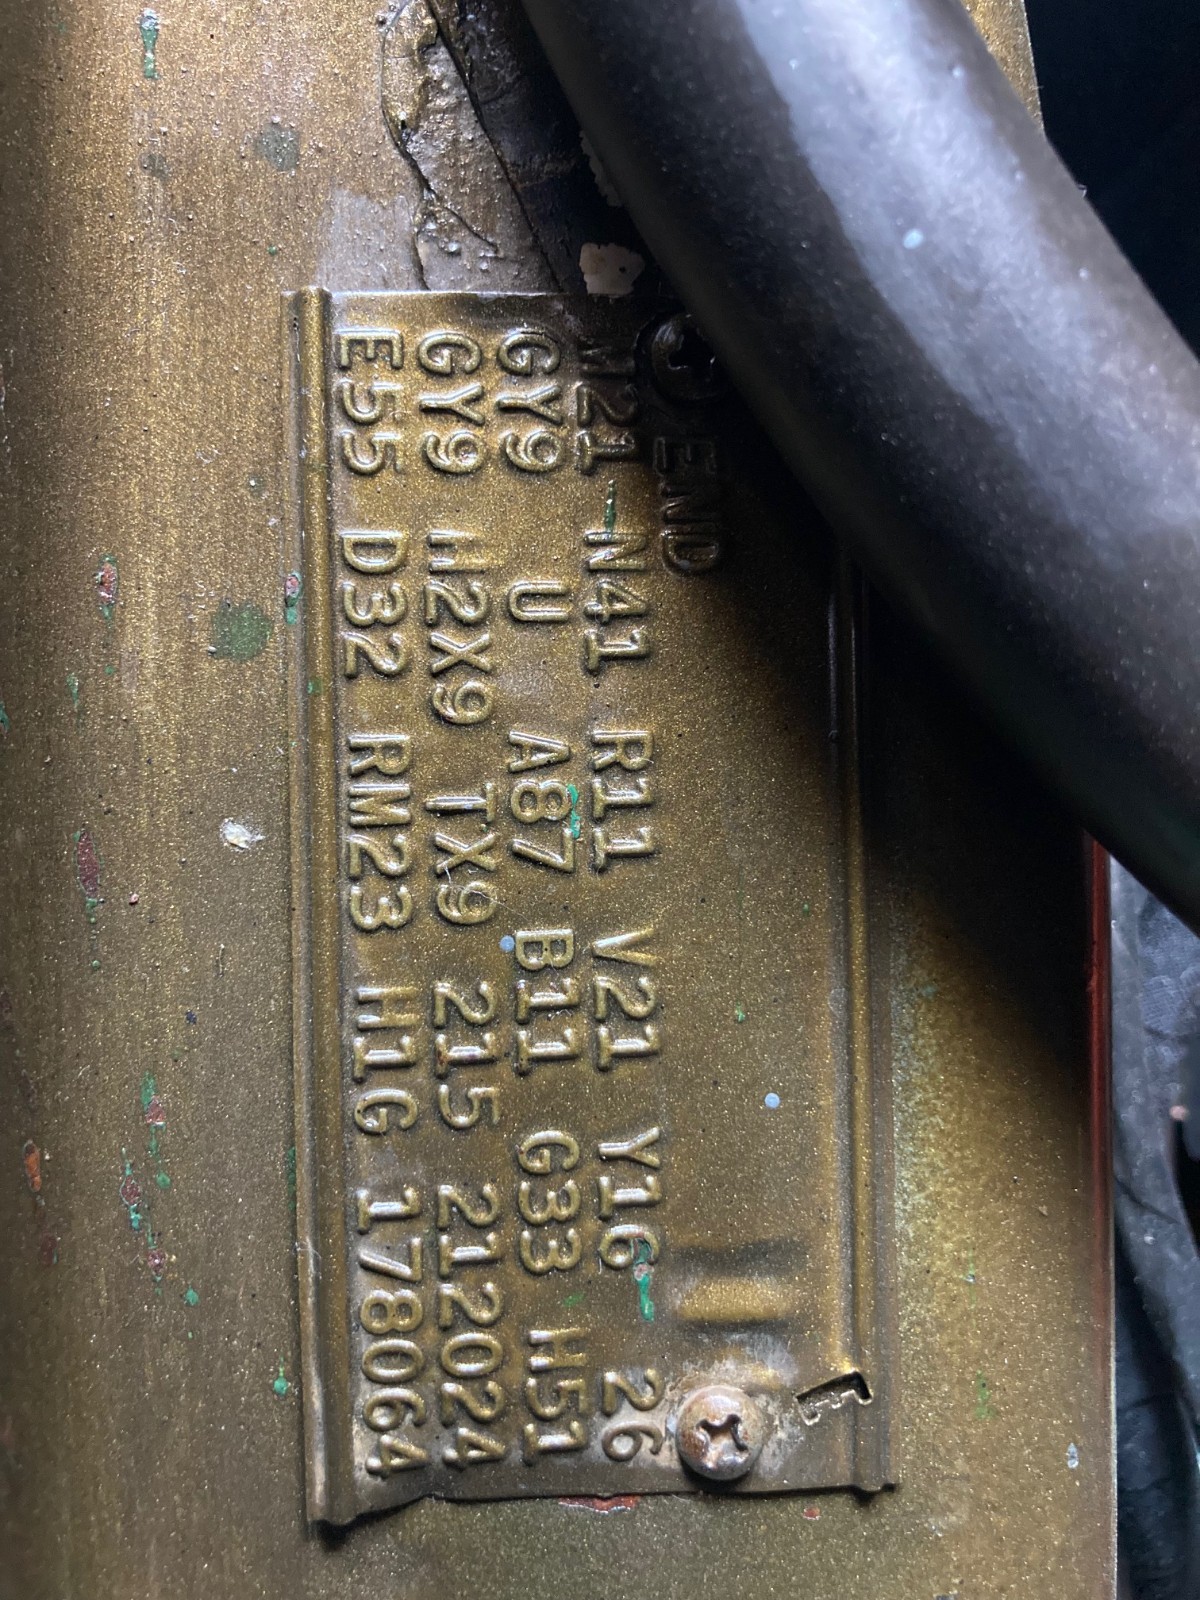 END
M21 N41 R11 V21 Y16 26
GY9 U A87 B11 G33 H51
GY9 M2X9 TX9 215 212024
E55 D32 RM23 H1G 178064